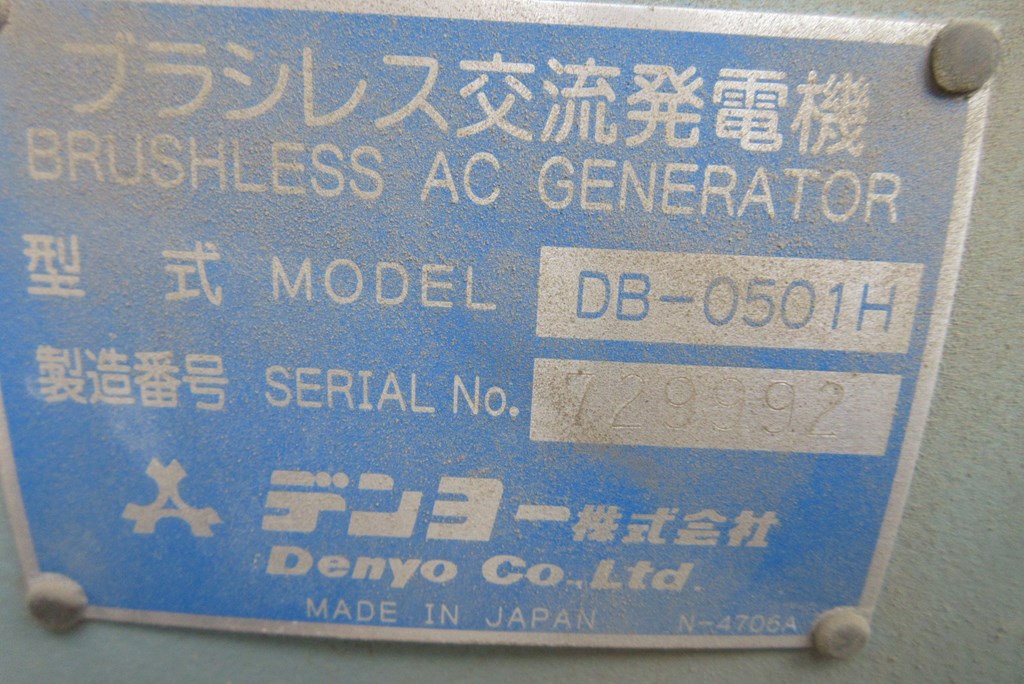 ブラシレス交流発電機
BRUSHLESS AC GENERATOR
型 式 MODEL DB-0501H
製造番号 SERIAL No. 729992
デンヨー株式会社
Denyo Co.,Ltd.
MADE IN JAPAN N-4706A